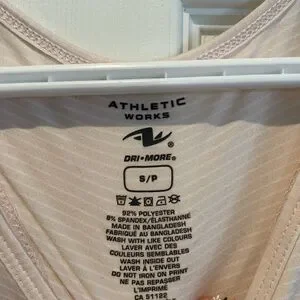 ATHLETIC
WORKS
DRI•MORE®
S/P
92% POLYESTER
8% SPANDEX/ÉLASTHANNE
MADE IN BANGLADESH
FABRIQUÉ AU BANGLADESH
WASH WITH LIKE COLOURS
LAVER AVEC DES
COULEURS SEMBLABLES
WASH INSIDE OUT
LAVER À L'ENVERS
DO NOT IRON ON PRINT
NE PAS REPASSER
L'IMPRIMÉ
CA 51122